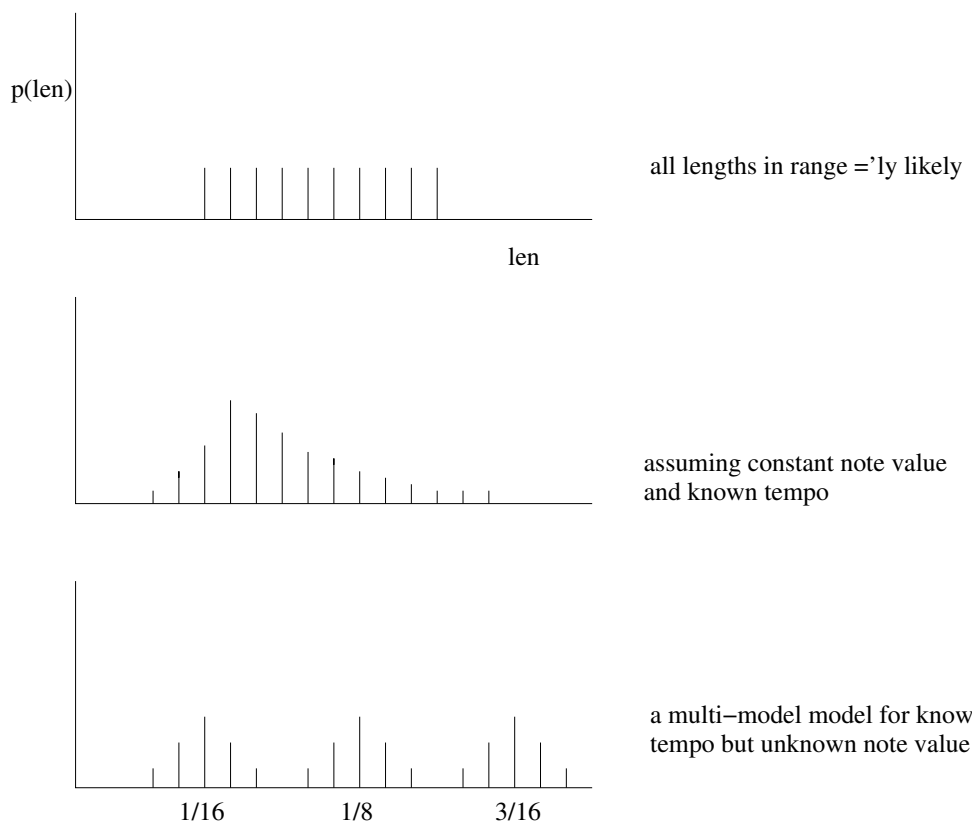 p(len)
all lengths in range ='ly likely
len
assuming constant note value
and known tempo
a multi−model model for know
tempo but unknown note value
1/16 1/8 3/16